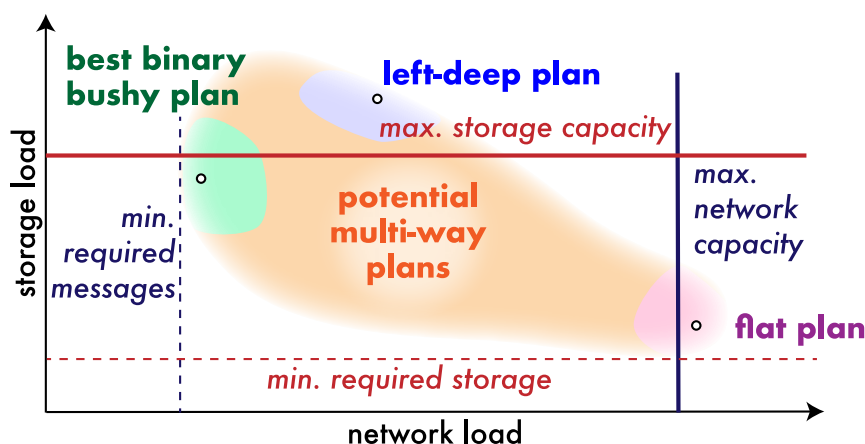 best binary
bushy plan
left-deep plan
max. storage capacity
storage load
min.
required
messages
potential
multi-way
plans
max.
network
capacity
flat plan
min. required storage
network load